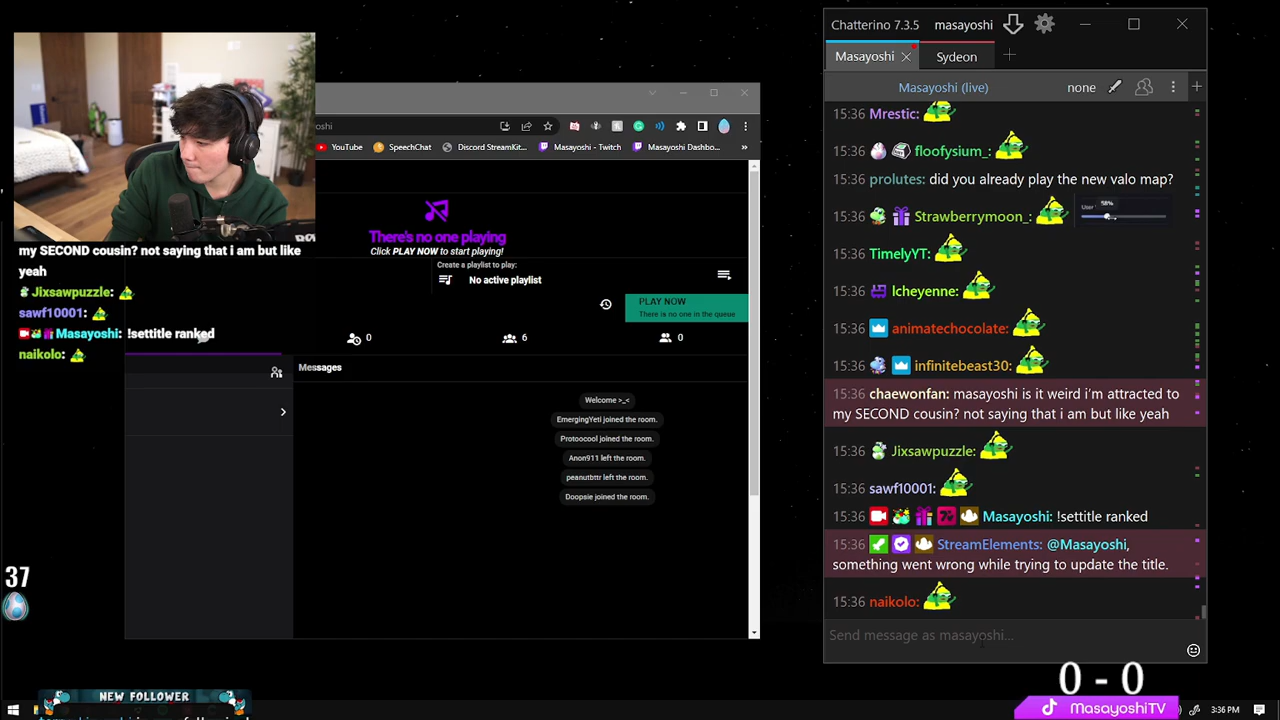 Chatterino 7.3.5
masayoshi
Masayoshi
Sydeon
Masayoshi (live)
none
15:36 Mrestic:
15:36 floofysium_:
15:36 prolutes: did you already play the new valo map?
15:36 Strawberrymoon_:
User
58%
15:36 TimelyYT:
15:36 Icheyenne:
15:36 animatechocolate:
15:36 infinitebeast30:
15:36 chaewonfan: masayoshi is it weird i'm attracted to
my SECOND cousin? not saying that i am but like yeah
15:36 Jixsawpuzzle:
15:36 sawf10001:
15:36 Masayoshi: !settitle ranked
15:36 StreamElements: @Masayoshi,
something went wrong while trying to update the title.
15:36 naikolo:
Send message as masayoshi...
my SECOND cousin? not saying that i am but like
yeah
Jixsawpuzzle:
sawf10001:
Masayoshi: !settitle ranked
naikolo:
oshi
YouTube
SpeechChat
Discord StreamKit...
Masayoshi - Twitch
Masayoshi Dashbo...
»
There's no one playing
Click PLAY NOW to start playing!
Create a playlist to play:
No active playlist
PLAY NOW
There is no one in the queue
0
6
0
Messages
Welcome >_<
EmergingYeti joined the room.
Protoocool joined the room.
Anon911 left the room.
peanutbttr left the room.
Doopsie joined the room.
37
NEW FOLLOWER
0 - 0
MasayoshiTV
3:36 PM